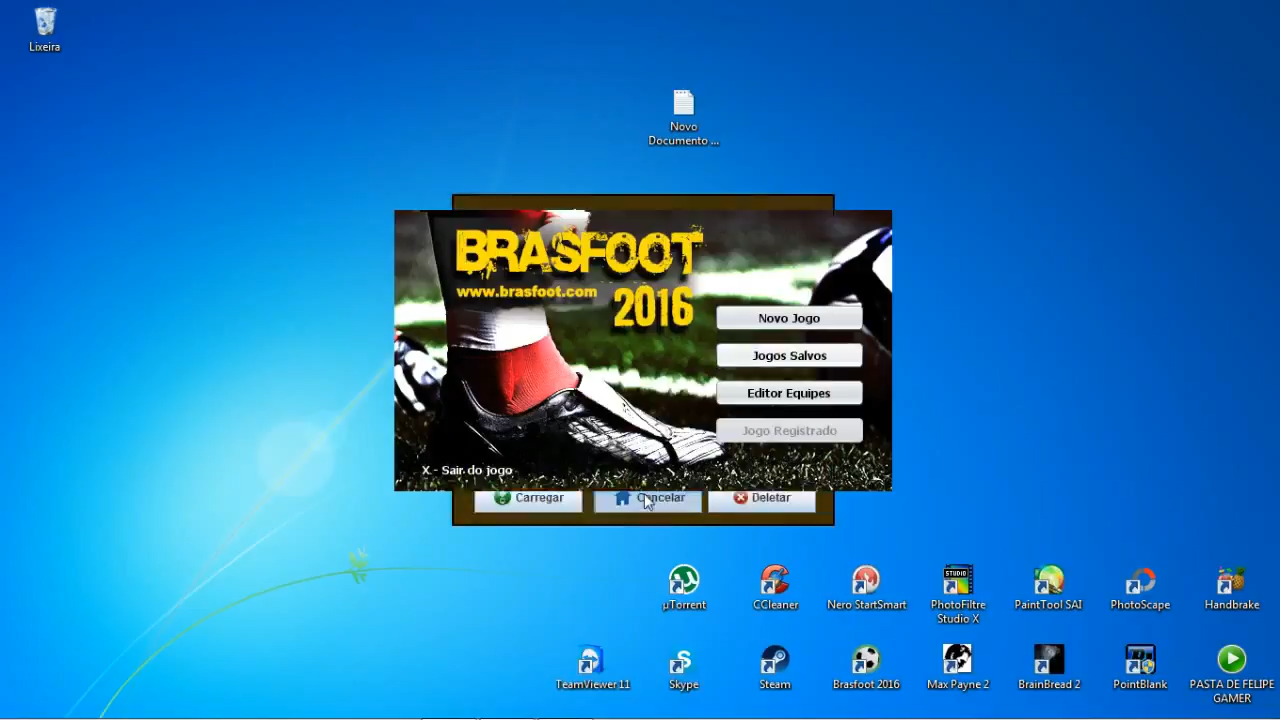 Lixeira
Novo
Documento ...
BRASFOOT
www.brasfoot.com
2016
Novo Jogo
Jogos Salvos
Editor Equipes
Jogo Registrado
X - Sair do jogo
Carregar
Cancelar
Deletar
µTorrent
CCleaner
Nero StartSmart
STUDIO
PhotoFiltre
Studio X
PaintTool SAI
PhotoScape
Handbrake
TeamViewer 11
Skype
Steam
Brasfoot 2016
Max Payne 2
BrainBread 2
PointBlank
PASTA DE FELIPE
GAMER